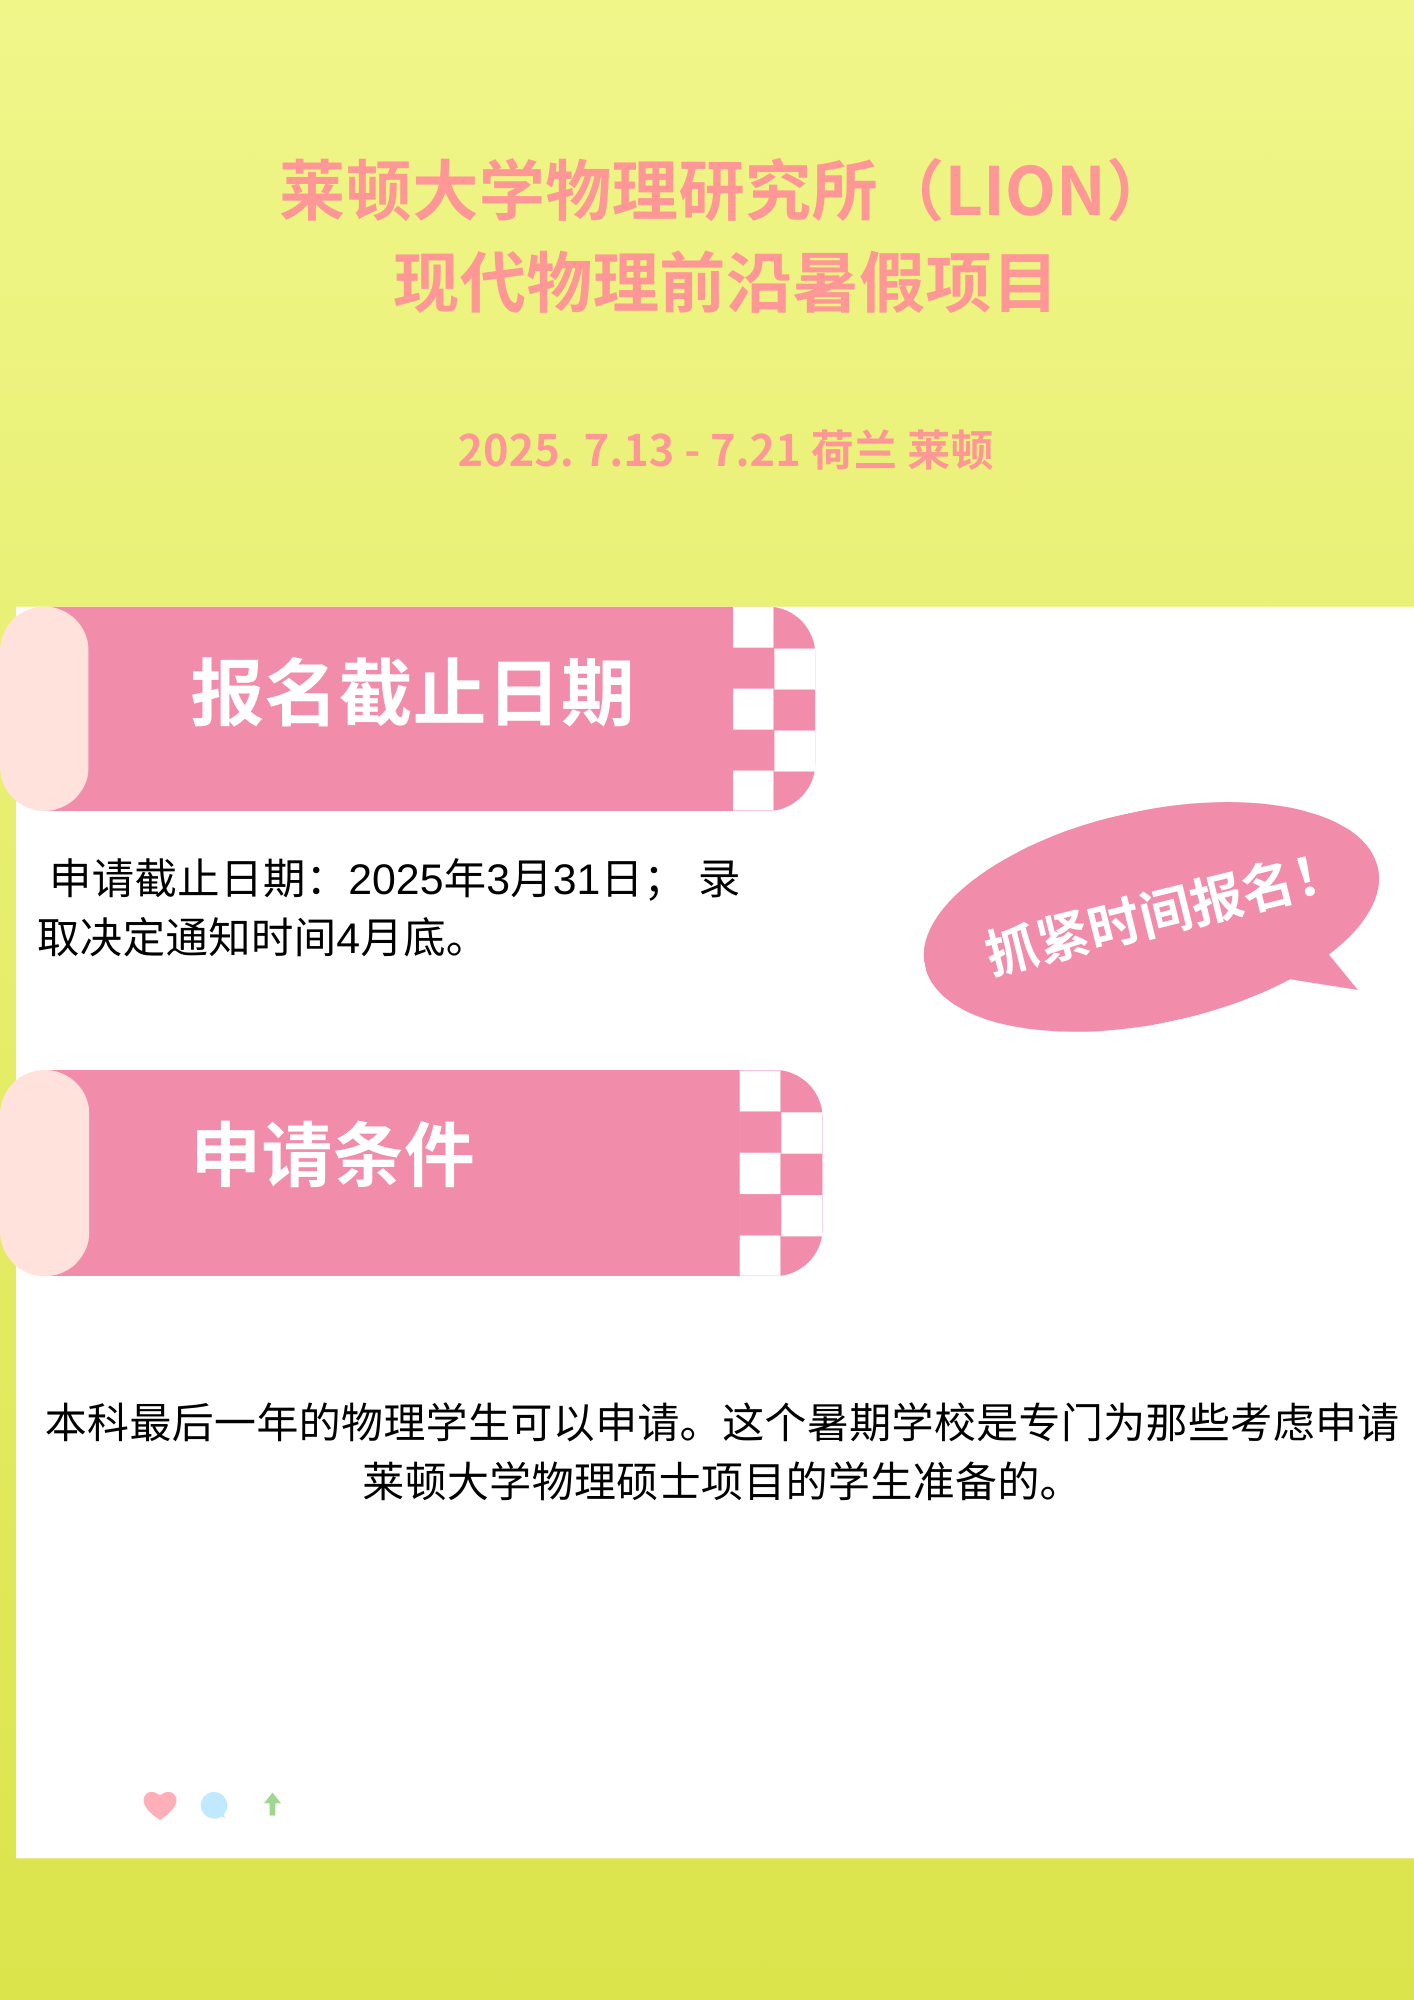 莱顿大学物理研究所（LION）
现代物理前沿暑假项目
2025. 7.13 - 7.21 荷兰 莱顿
报名截止日期
申请截止日期：2025年3月31日； 录
取决定通知时间4月底。
抓紧时间报名！
申请条件
本科最后一年的物理学生可以申请。这个暑期学校是专门为那些考虑申请
莱顿大学物理硕士项目的学生准备的。